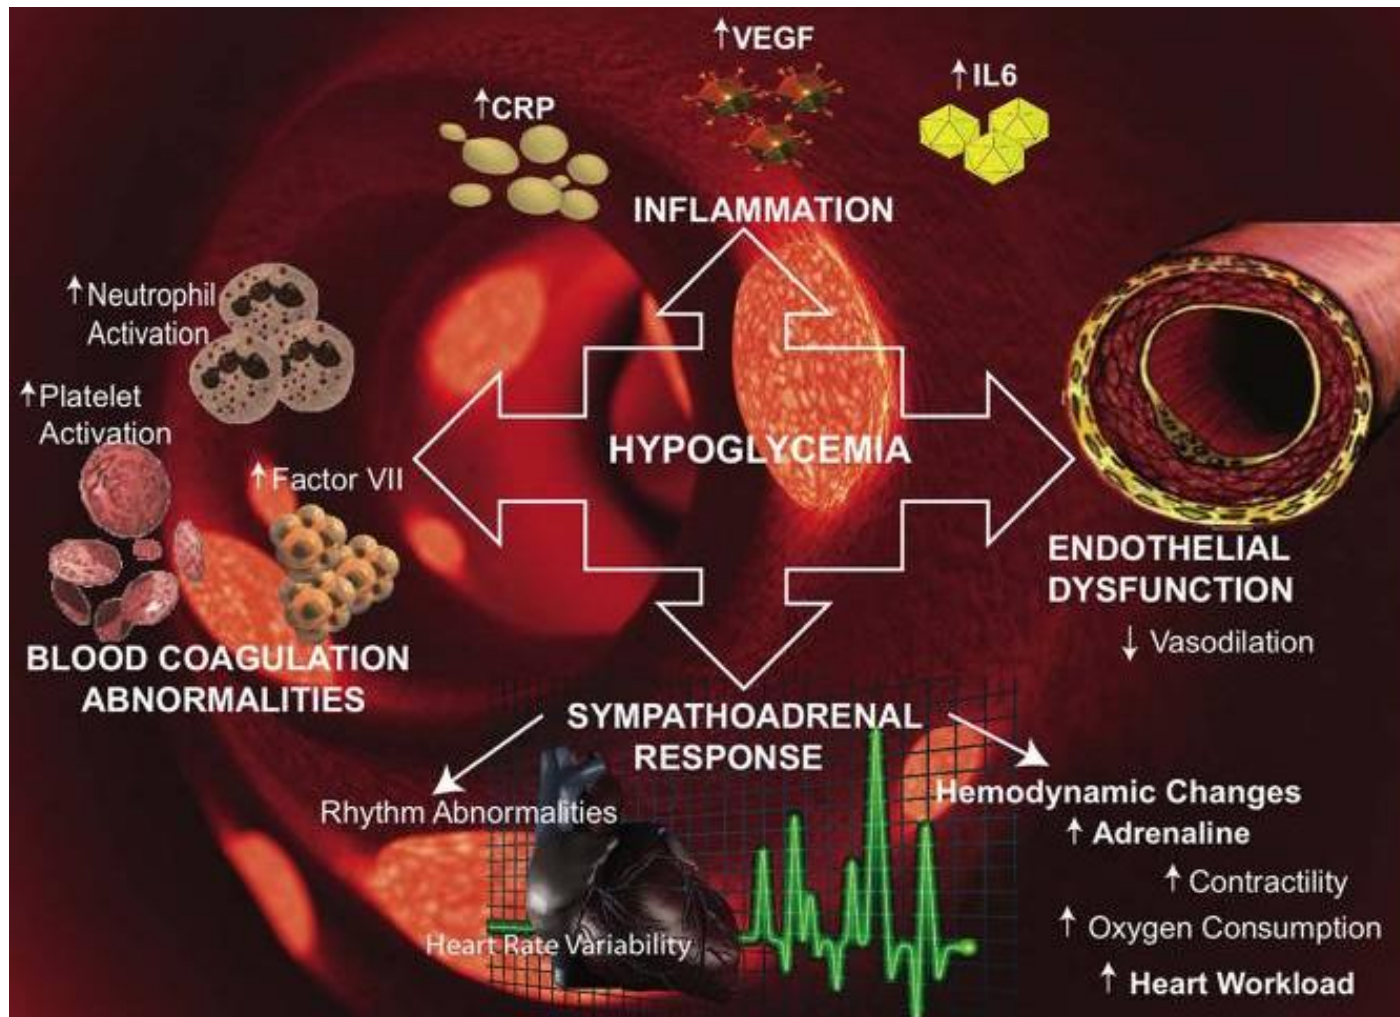 ↑VEGF
↑IL6
↑CRP
INFLAMMATION
↑Neutrophil
Activation
↑Platelet
Activation
↑Factor VII
BLOOD COAGULATION
ABNORMALITIES
HYPOGLYCEMIA
ENDOTHELIAL
DYSFUNCTION
↓ Vasodilation
SYMPATHOADRENAL
RESPONSE
Rhythm Abnormalities
Heart Rate Variability
Hemodynamic Changes
↑ Adrenaline
↑ Contractility
↑ Oxygen Consumption
↑ Heart Workload